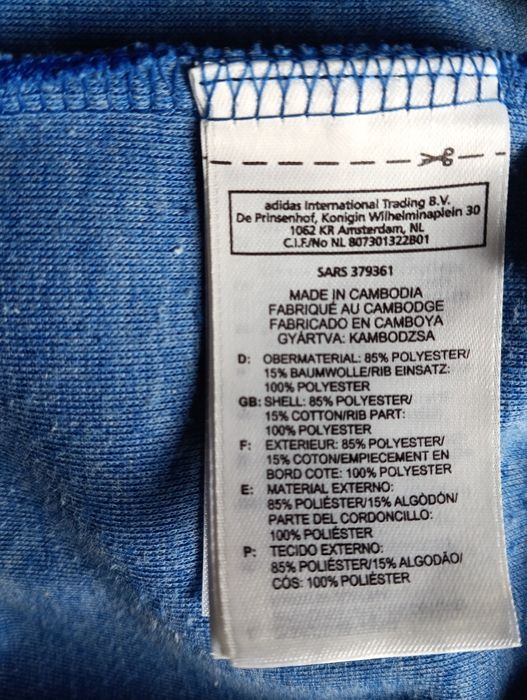 adidas International Trading B.V.
De Prinsenhof, Konigin Wilhelminaplein 30
1062 KR Amsterdam, NL
C.I.F./No NL 807301322B01
SARS 379361
MADE IN CAMBODIA
FABRIQUÉ AU CAMBODGE
FABRICADO EN CAMBOYA
GYÁRTVA: KAMBODZSA
D: OBERMATERIAL: 85% POLYESTER/
15% BAUMWOLLE/RIB EINSATZ:
100% POLYESTER
GB: SHELL: 85% POLYESTER/
15% COTTON/RIB PART:
100% POLYESTER
F: EXTERIEUR: 85% POLYESTER/
15% COTON/EMPIECEMENT EN
BORD COTE: 100% POLYESTER
E: MATERIAL EXTERNO:
85% POLIÉSTER/15% ALGÒDÓN/
PARTE DEL CORDONCILLO:
100% POLIÉSTER
P: TECIDO EXTERNO:
85% POLIÉSTER/15% ALGODÃO/
CÓS: 100% POLIÉSTER